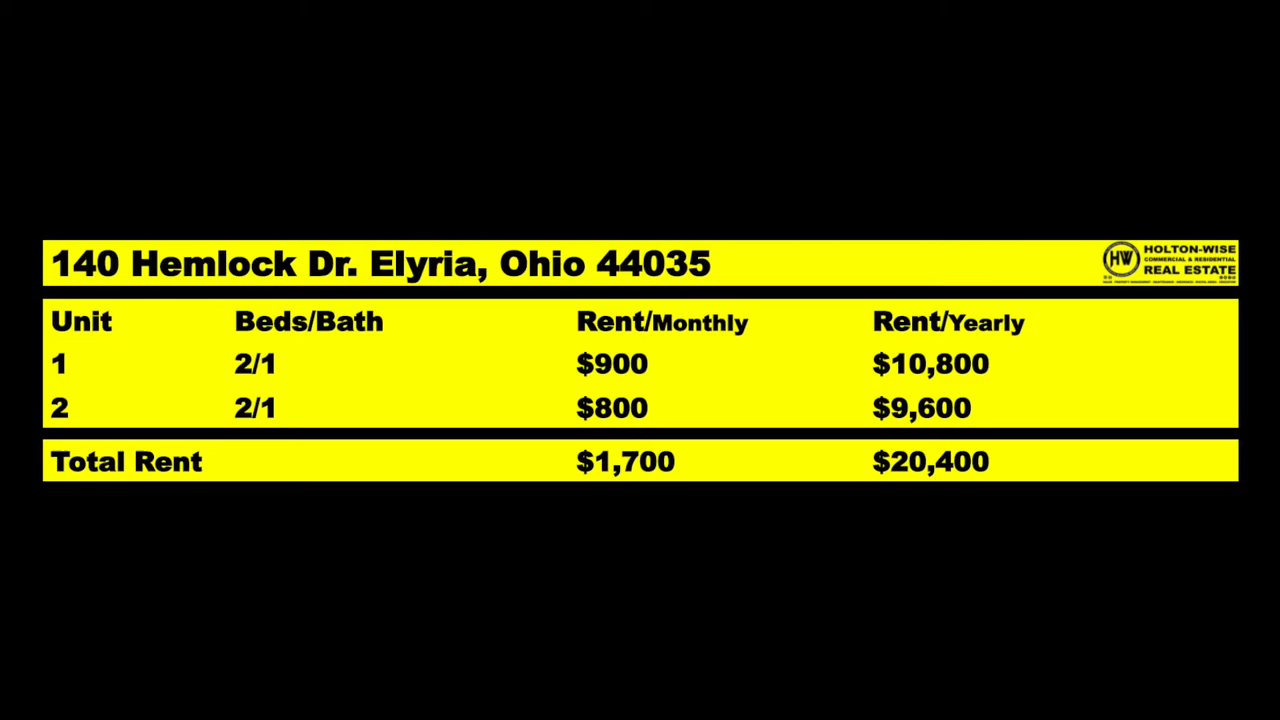 140 Hemlock Dr. Elyria, Ohio 44035
HOLTON-WISE
COMMERCIAL & RESIDENTIAL
REAL ESTATE
HW
Unit Beds/Bath Rent/Monthly Rent/Yearly
1 2/1 $900 $10,800
2 2/1 $800 $9,600
Total Rent $1,700 $20,400